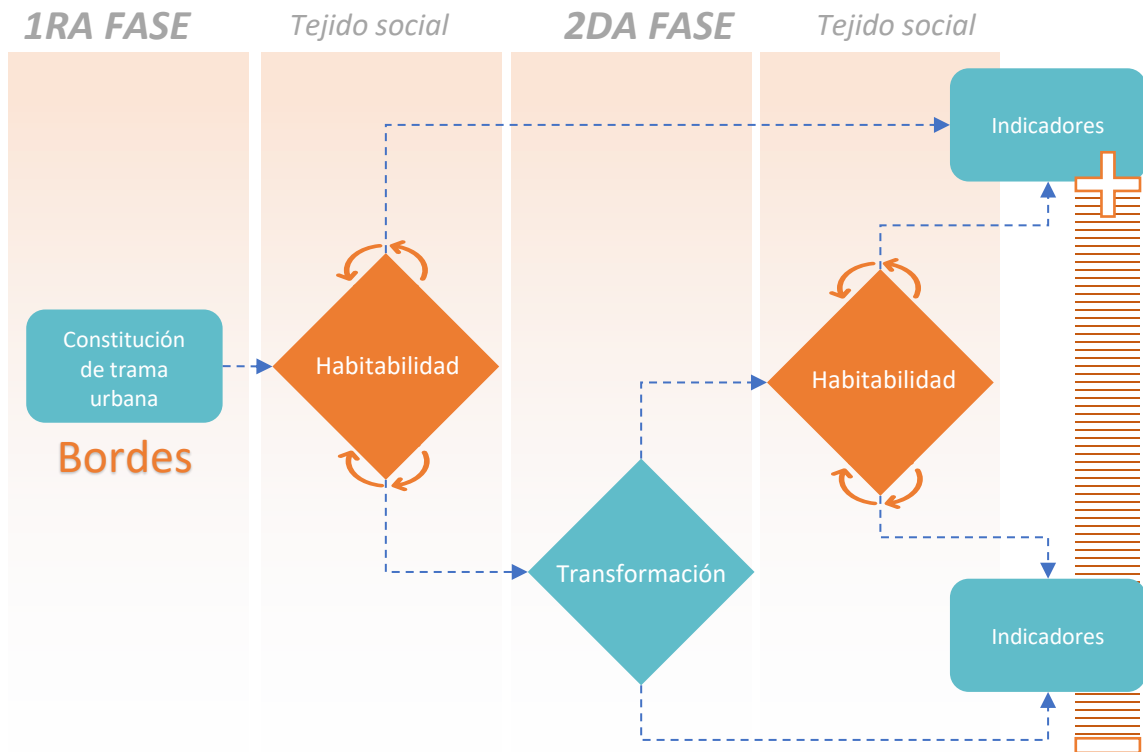 1RA FASE
Tejido social
2DA FASE
Tejido social
Indicadores
Constitución
de trama
urbana
Bordes
Habitabilidad
Habitabilidad
Transformación
Indicadores